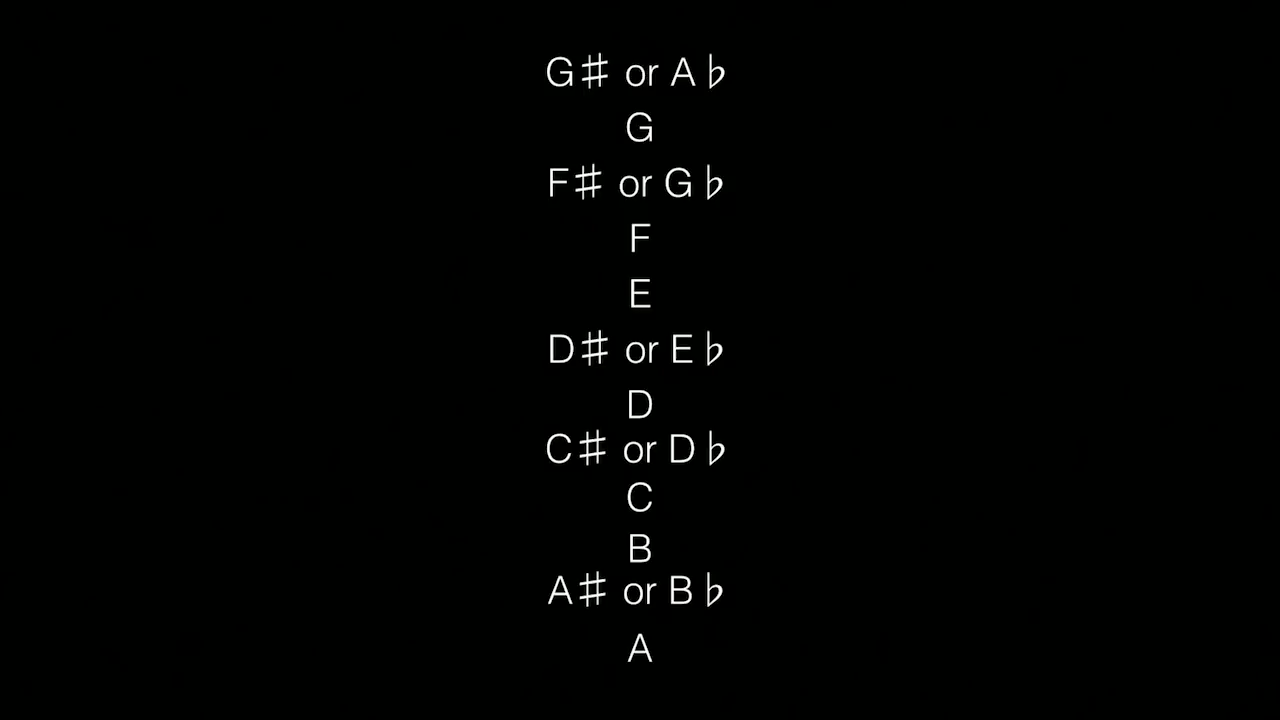 G♯ or A♭
G
F♯ or G♭
F
E
D♯ or E♭
D
C♯ or D♭
C
B
A♯ or B♭
A